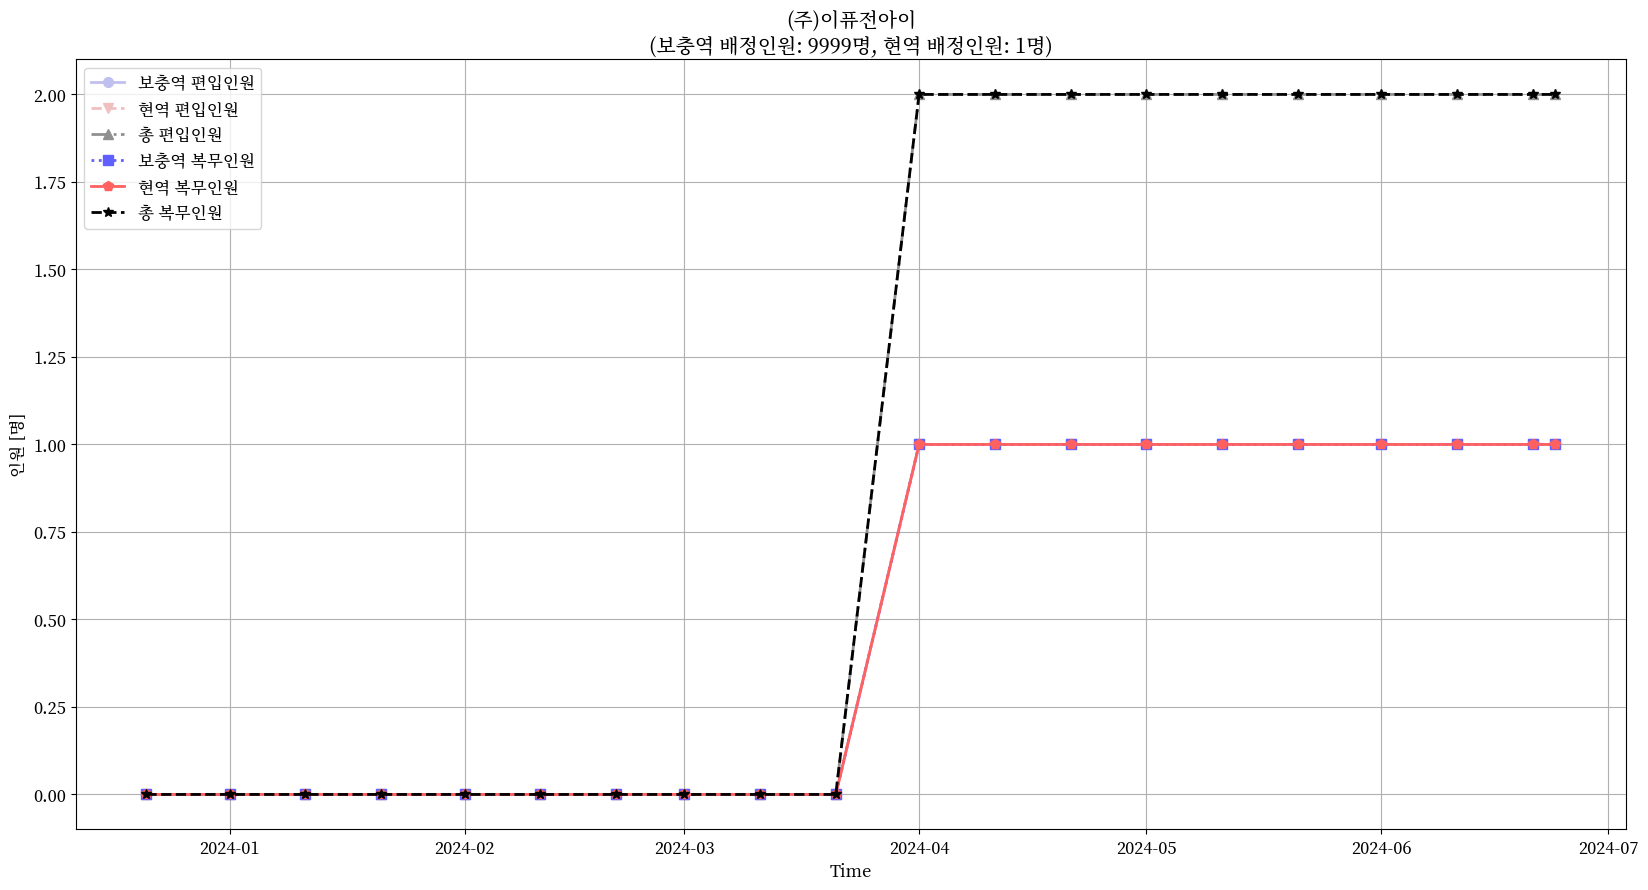 (주)이퓨전아이
(보충역 배정인원: 9999명, 현역 배정인원: 1명)
보충역 편입인원
현역 편입인원
총 편입인원
보충역 복무인원
현역 복무인원
총 복무인원
2.00
1.75
1.50
1.25
1.00
0.75
0.50
0.25
0.00
인원 [명]
2024-01
2024-02
2024-03
2024-04
2024-05
2024-06
2024-07
Time